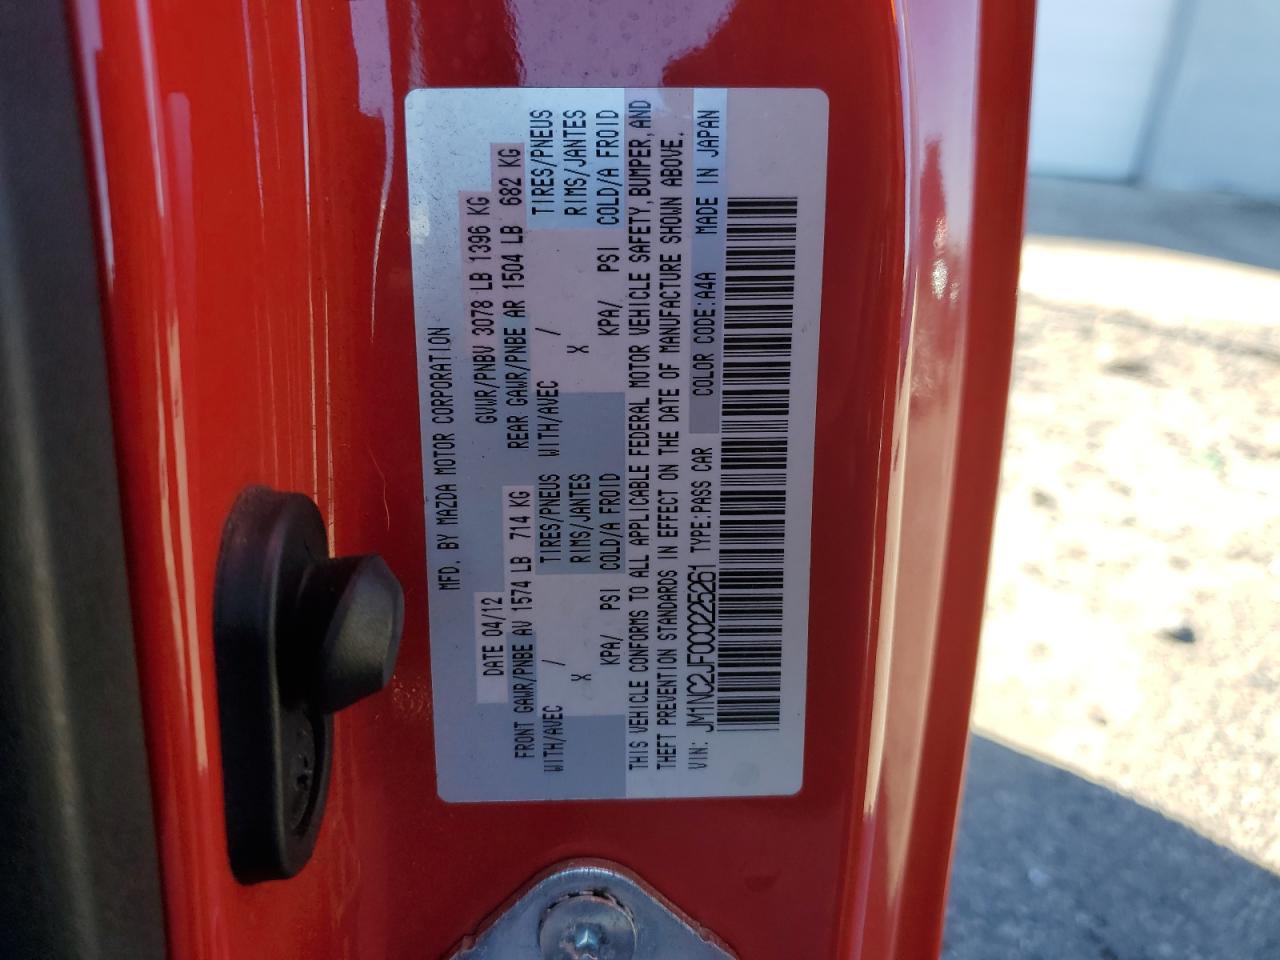 MFD. BY MAZDA MOTOR CORPORATION
DATE 04/12 GVWR/PNBV 3078 LB 1396 KG
FRONT GAWR/PNBE AV 1574 LB 714 KG REAR GAWR/PNBE AR 1504 LB 682 KG
WITH/AVEC / TIRES/PNEUS WITH/AVEC / TIRES/PNEUS
X RIMS/JANTES X RIMS/JANTES
KPA/ PSI COLD/A FROID KPA/ PSI COLD/A FROID
THIS VEHICLE CONFORMS TO ALL APPLICABLE FEDERAL MOTOR VEHICLE SAFETY, BUMPER, AND
THEFT PREVENTION STANDARDS IN EFFECT ON THE DATE OF MANUFACTURE SHOWN ABOVE.
VIN: JM1NC2JF0C0225261 TYPE:PASS CAR COLOR CODE:A4A MADE IN JAPAN